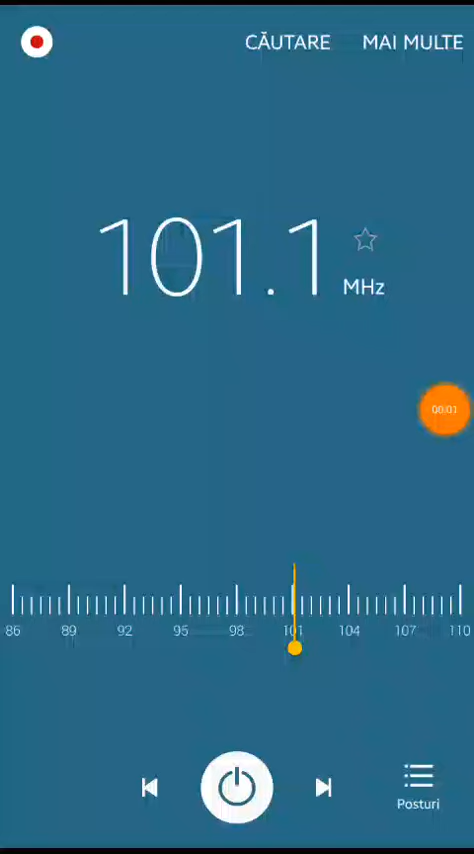 CĂUTARE MAI MULTE
101.1 MHz
00:01
86 89 92 95 98 101 104 107 110
Posturi